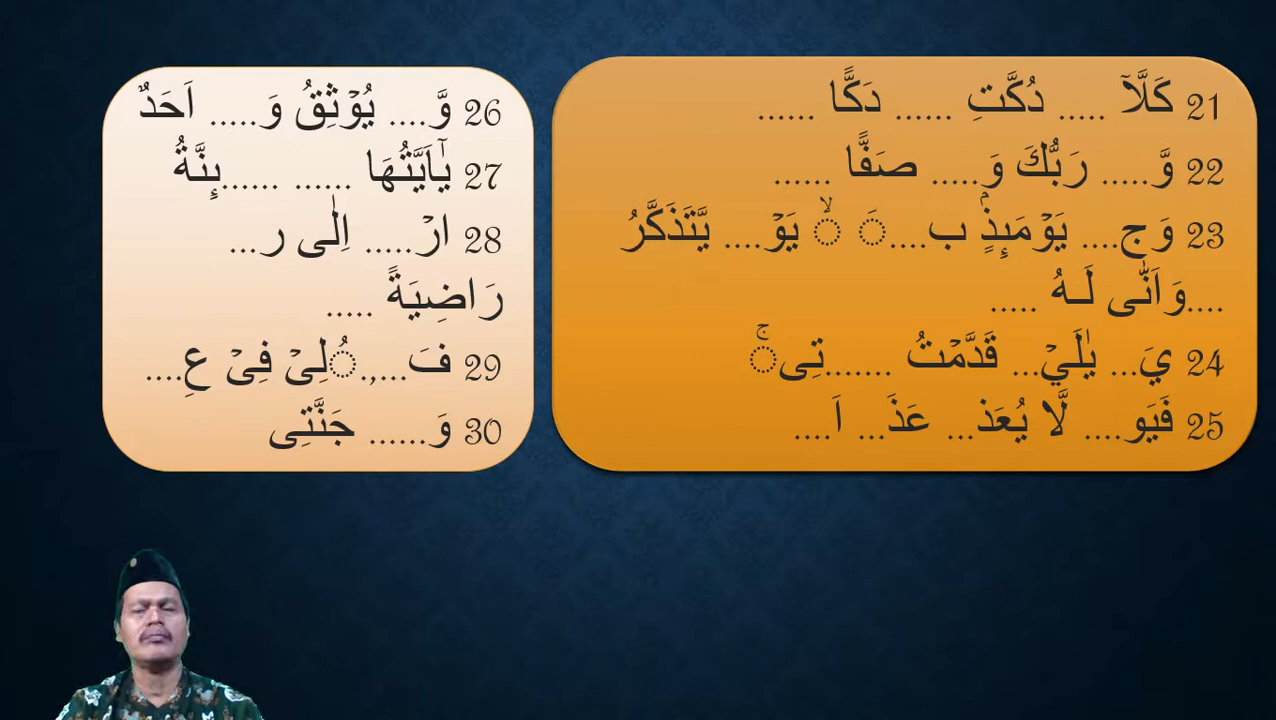 21 كَلَّآ ..... دُكَّتِ ...... دَكًّا ......
22 وَّ..... رَبُّكَ وَ..... صَفًّا ......
23 وَج.... يَوْمَىِٕذٍۢ ب....َ ۙ يَوْ.... يَّتَذَكَّرُ
....وَاَنّٰى لَـهُ .....
24 يَ... يٰلَيْ... قَدَّمْتُ .......تِىۚ
25 فَيَو.... لَّا يُعَذ... عَذَ... اَ....
26 وَّ.... يُوْثِقُ وَ..... اَحَدٌ
27 يٰٓاَيَّتُهَا ...... ......ىِٕنَّةُ
28 ارْ..... اِلٰى ر...
رَاضِيَةً .....
29 فَ....,.ُلِىْ فِىْ عِ....
30 وَ...... جَنَّتِى